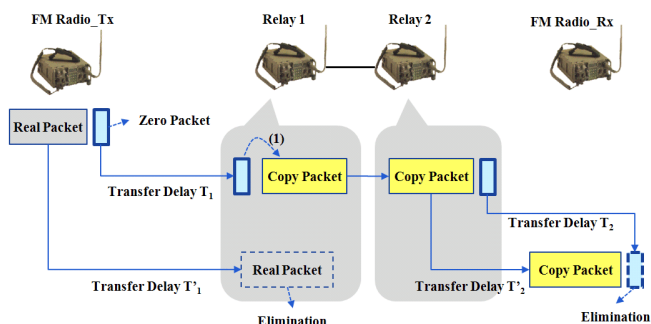 FM Radio_Tx
Relay 1
Relay 2
FM Radio_Rx
Real Packet
Zero Packet
(1)
Copy Packet
Copy Packet
Transfer Delay T1
Transfer Delay T2
Real Packet
Copy Packet
Transfer Delay T'1
Transfer Delay T'2
Elimination
Elimination